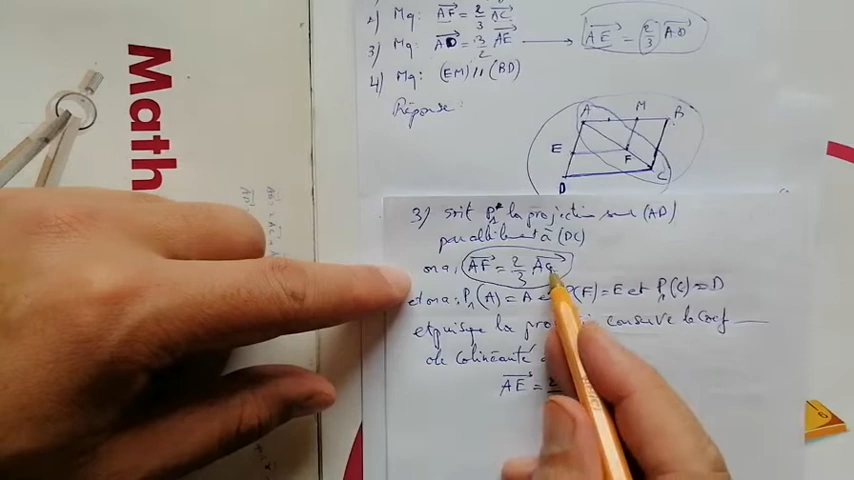 2) Mq: AF = 2/3 AC
3) Mq: AD = 3/2 AE → AE = 2/3 AD
4) Mq: (EM) // (BD)
Réponse:
A M B
E F
D C
Mr Math
3) soit P₁ la projection sur (AD)
parallèlement à (DC)
on a, AF = 2/3 AC
et on a: P₁(A) = A et P₁(F) = E et P₁(C) = D
et puisque la conserve le coef
de colinéarité
AE = 2